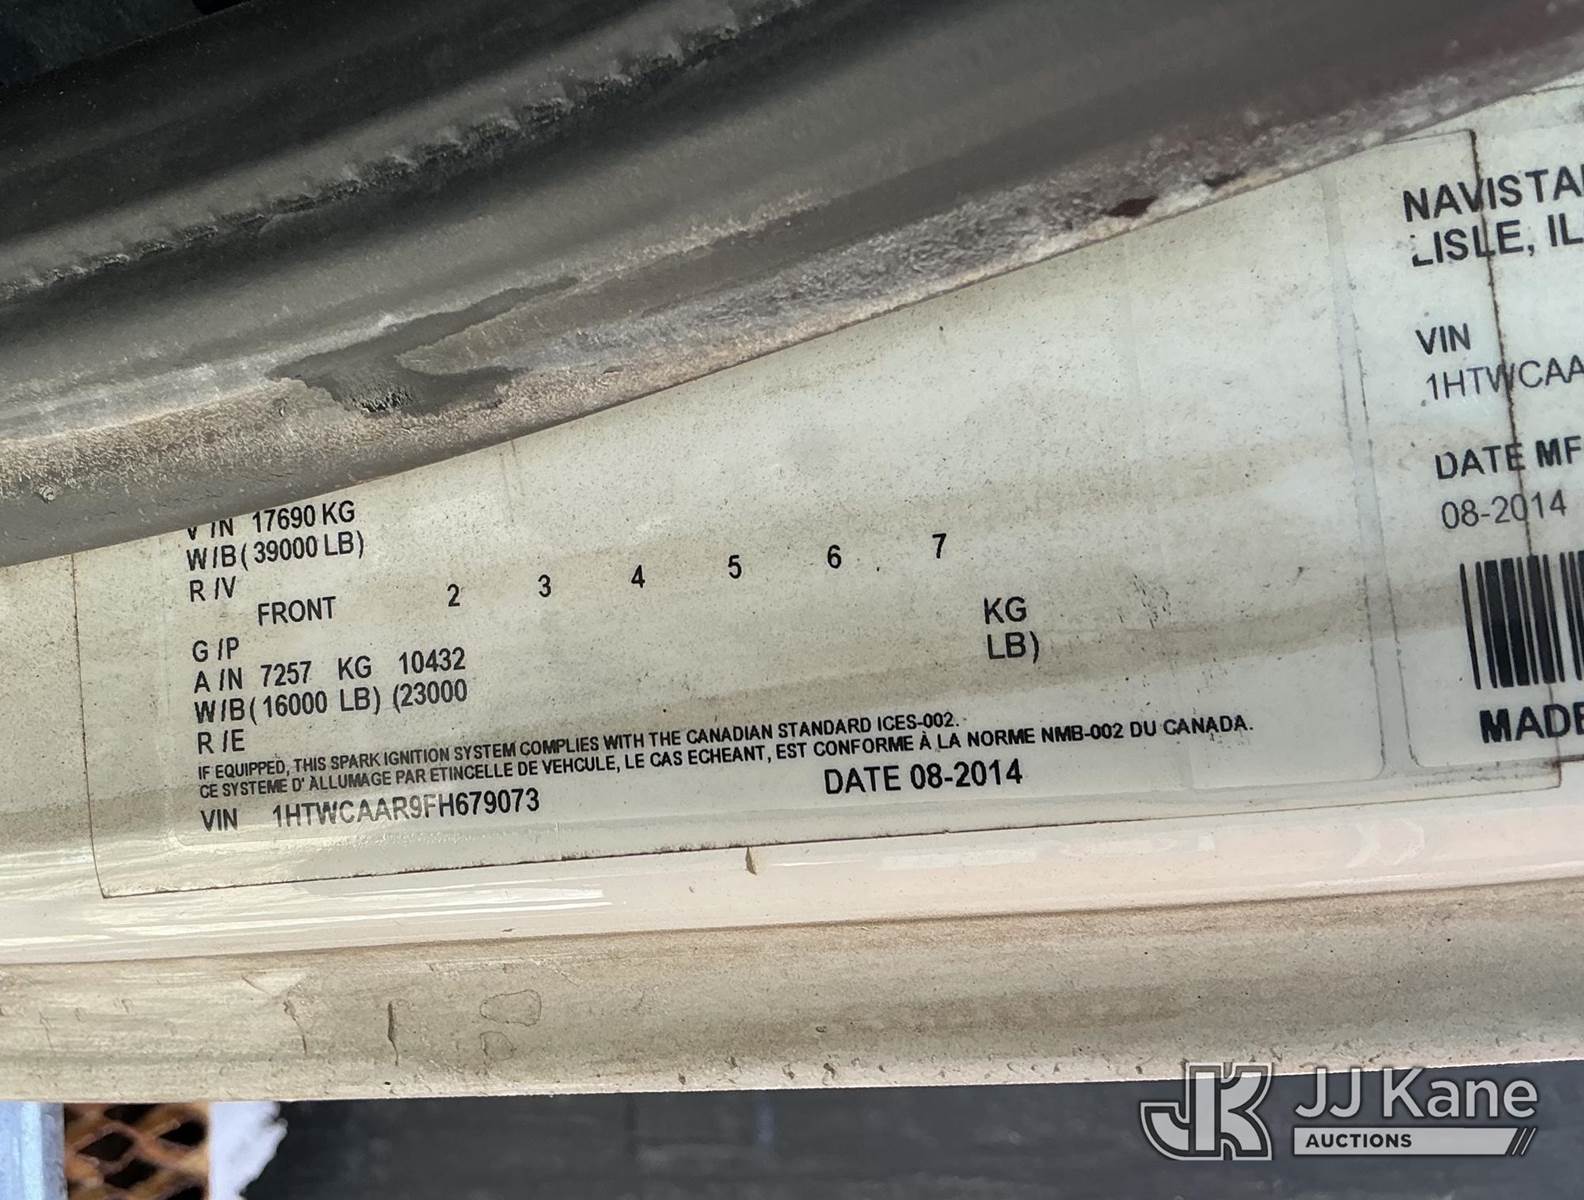 V/N 17690 KG
W/B(39000 LB)
R/V
FRONT 2 3 4 5 6 7
G/P
A/N 7257 KG 10432 KG
W/B(16000 LB) (23000 LB)
R/E
IF EQUIPPED, THIS SPARK IGNITION SYSTEM COMPLIES WITH THE CANADIAN STANDARD ICES-002.
CE SYSTEME D' ALLUMAGE PAR ETINCELLE DE VEHCULE, LE CAS ECHEANT, EST CONFORME À LA NORME NMB-002 DU CANADA.
VIN 1HTWCAAR9FH679073 DATE 08-2014
NAVISTA
LISLE, IL
VIN
1HTWCAA
DATE MF
08-2014
MADE
JK JJ Kane
AUCTIONS